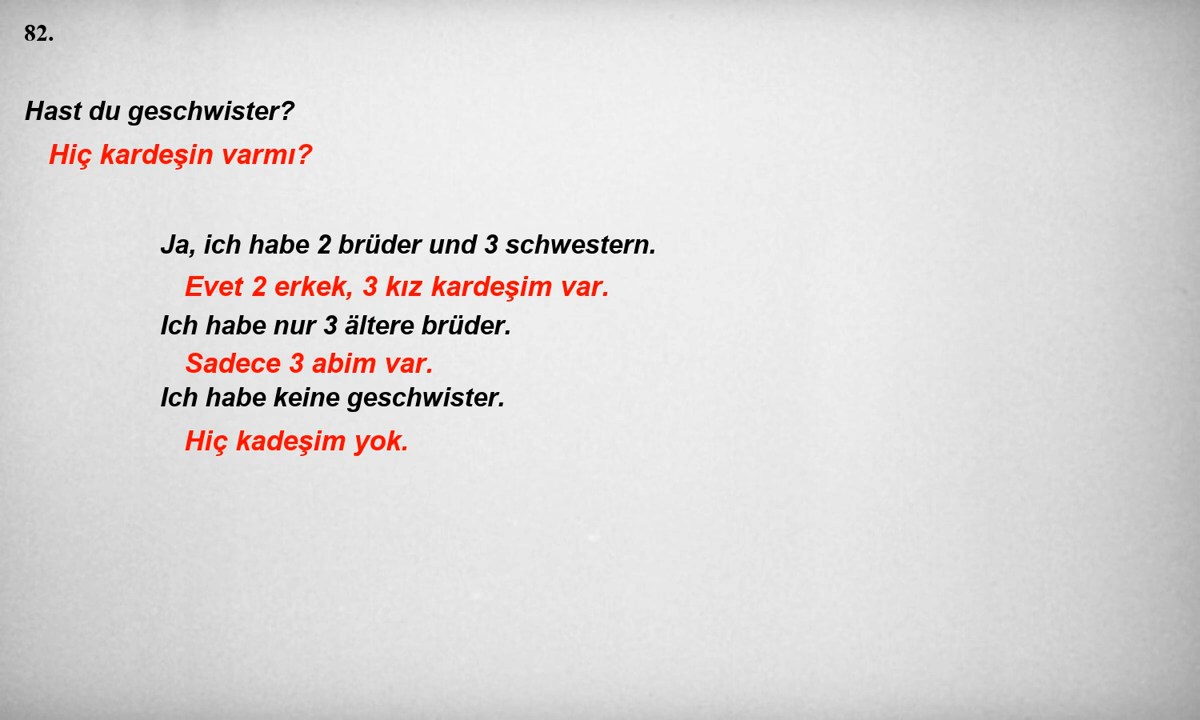 82.
Hast du geschwister?
Hiç kardeşin varmı?
Ja, ich habe 2 brüder und 3 schwestern.
Evet 2 erkek, 3 kız kardeşim var.
Ich habe nur 3 ältere brüder.
Sadece 3 abim var.
Ich habe keine geschwister.
Hiç kadeşim yok.